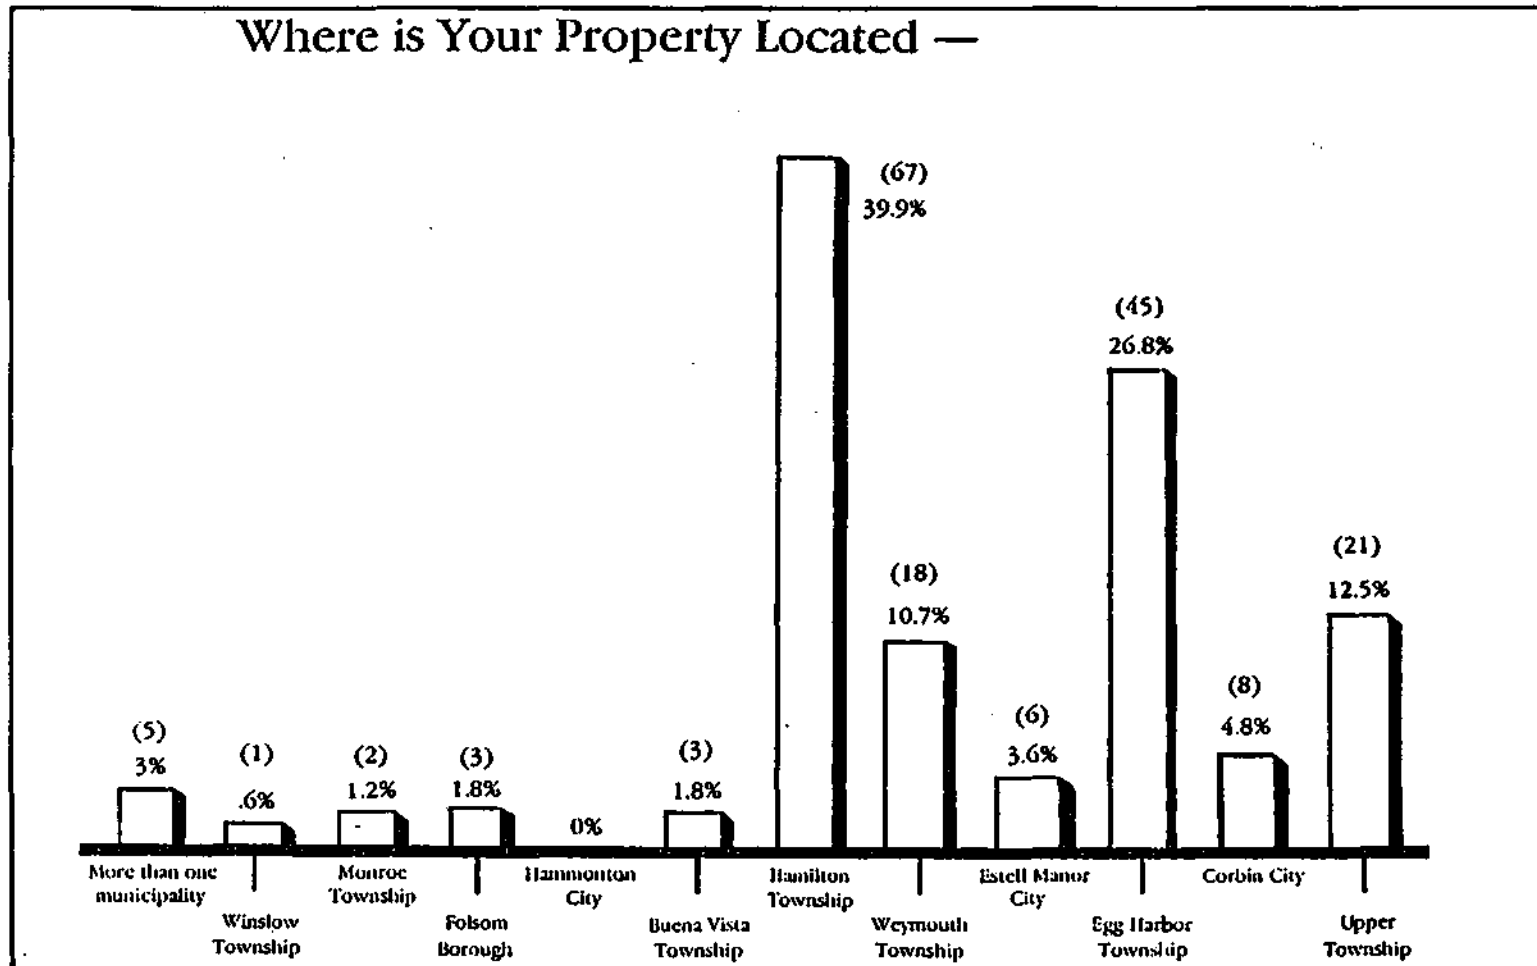 Where is Your Property Located —
(67)
39.9%
(45)
26.8%
(21)
12.5%
(18)
10.7%
(8)
4.8%
(6)
3.6%
(5)
3%
(1)
.6%
(2)
1.2%
(3)
1.8%
0%
(3)
1.8%
More than one
municipality
Winslow
Township
Monroe
Township
Folsom
Borough
Hammonton
City
Buena Vista
Township
Hamilton
Township
Weymouth
Township
Estell Manor
City
Egg Harbor
Township
Corbin City
Upper
Township